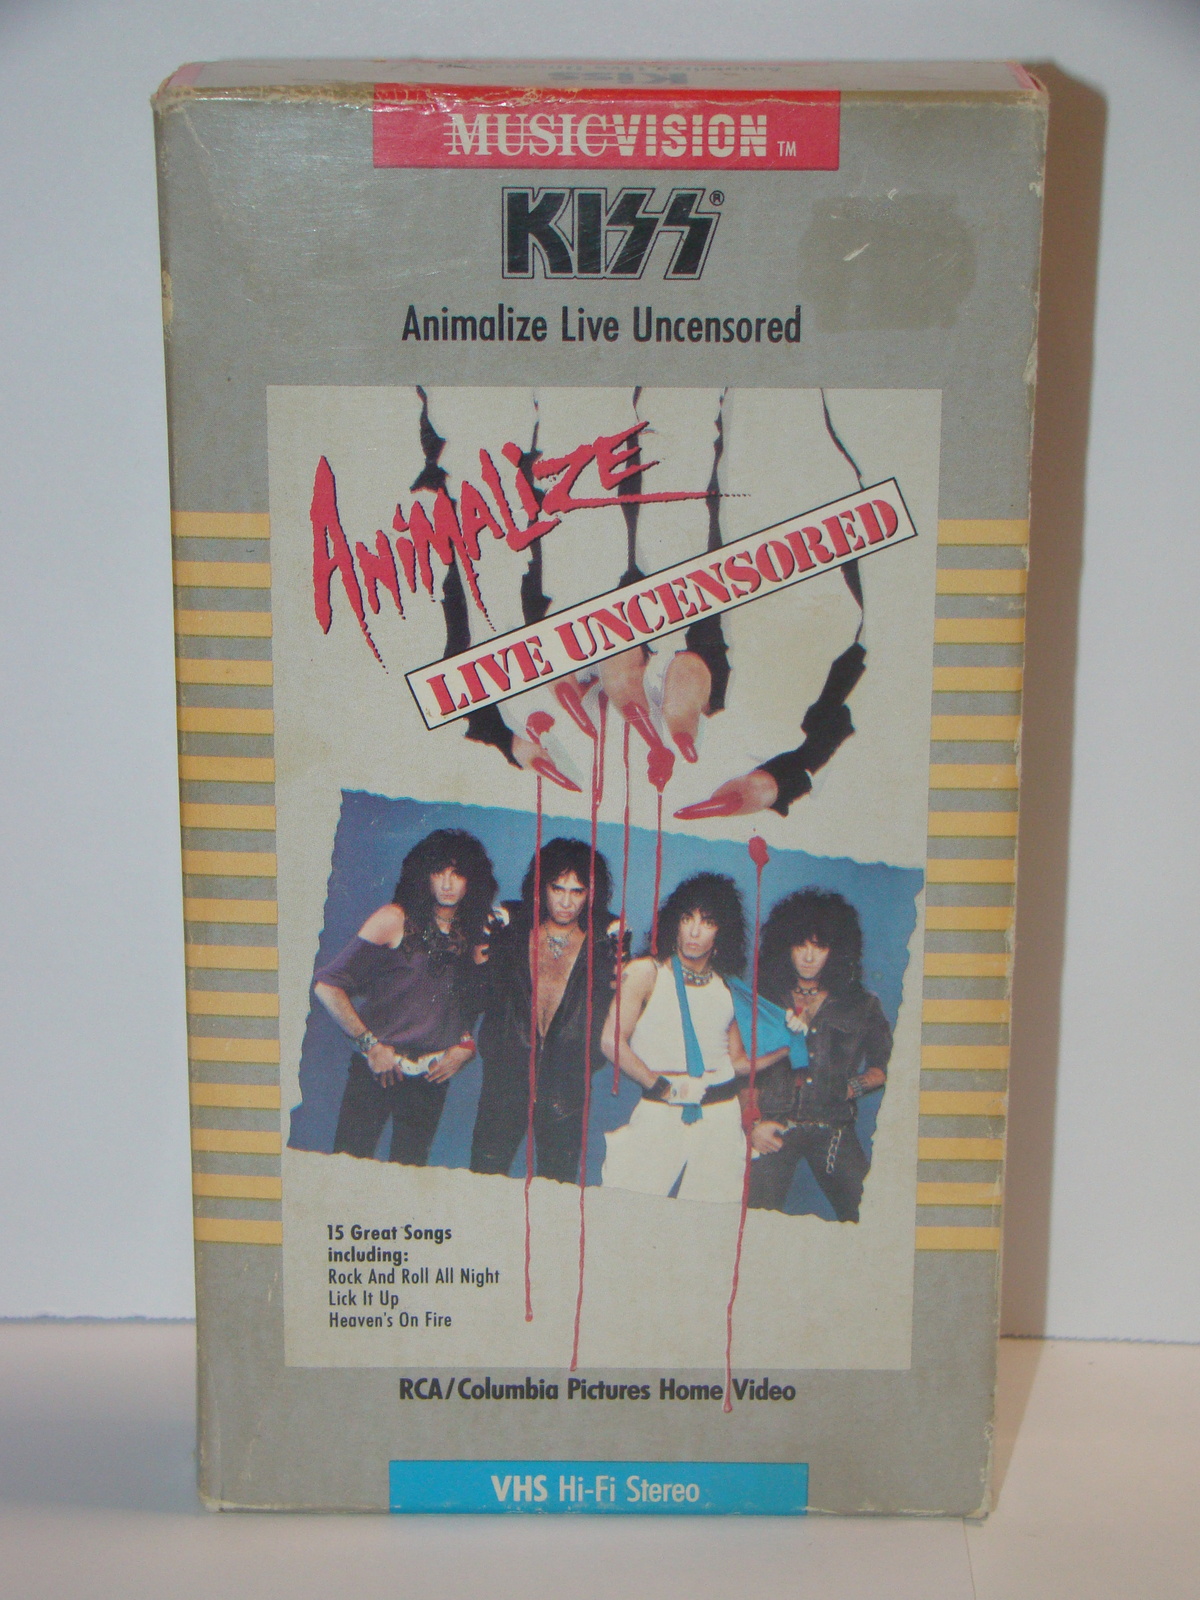 Kiss
MUSICVISION TM
KISS®
Animalize Live Uncensored
ANIMALIZE
LIVE UNCENSORED
15 Great Songs
including:
Rock And Roll All Night
Lick It Up
Heaven's On Fire
RCA/Columbia Pictures Home Video
VHS Hi-Fi Stereo